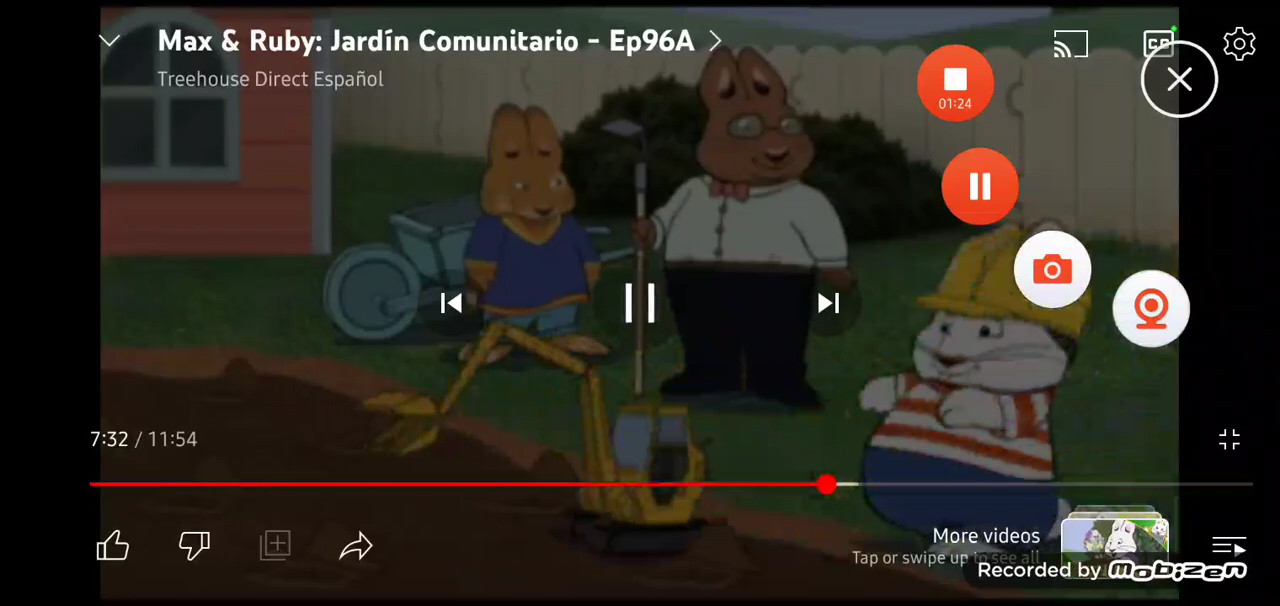 Max & Ruby: Jardín Comunitario - Ep96A
Treehouse Direct Español
01:24
7:32 / 11:54
More videos
Tap or swipe up to see all
Recorded by mobizen